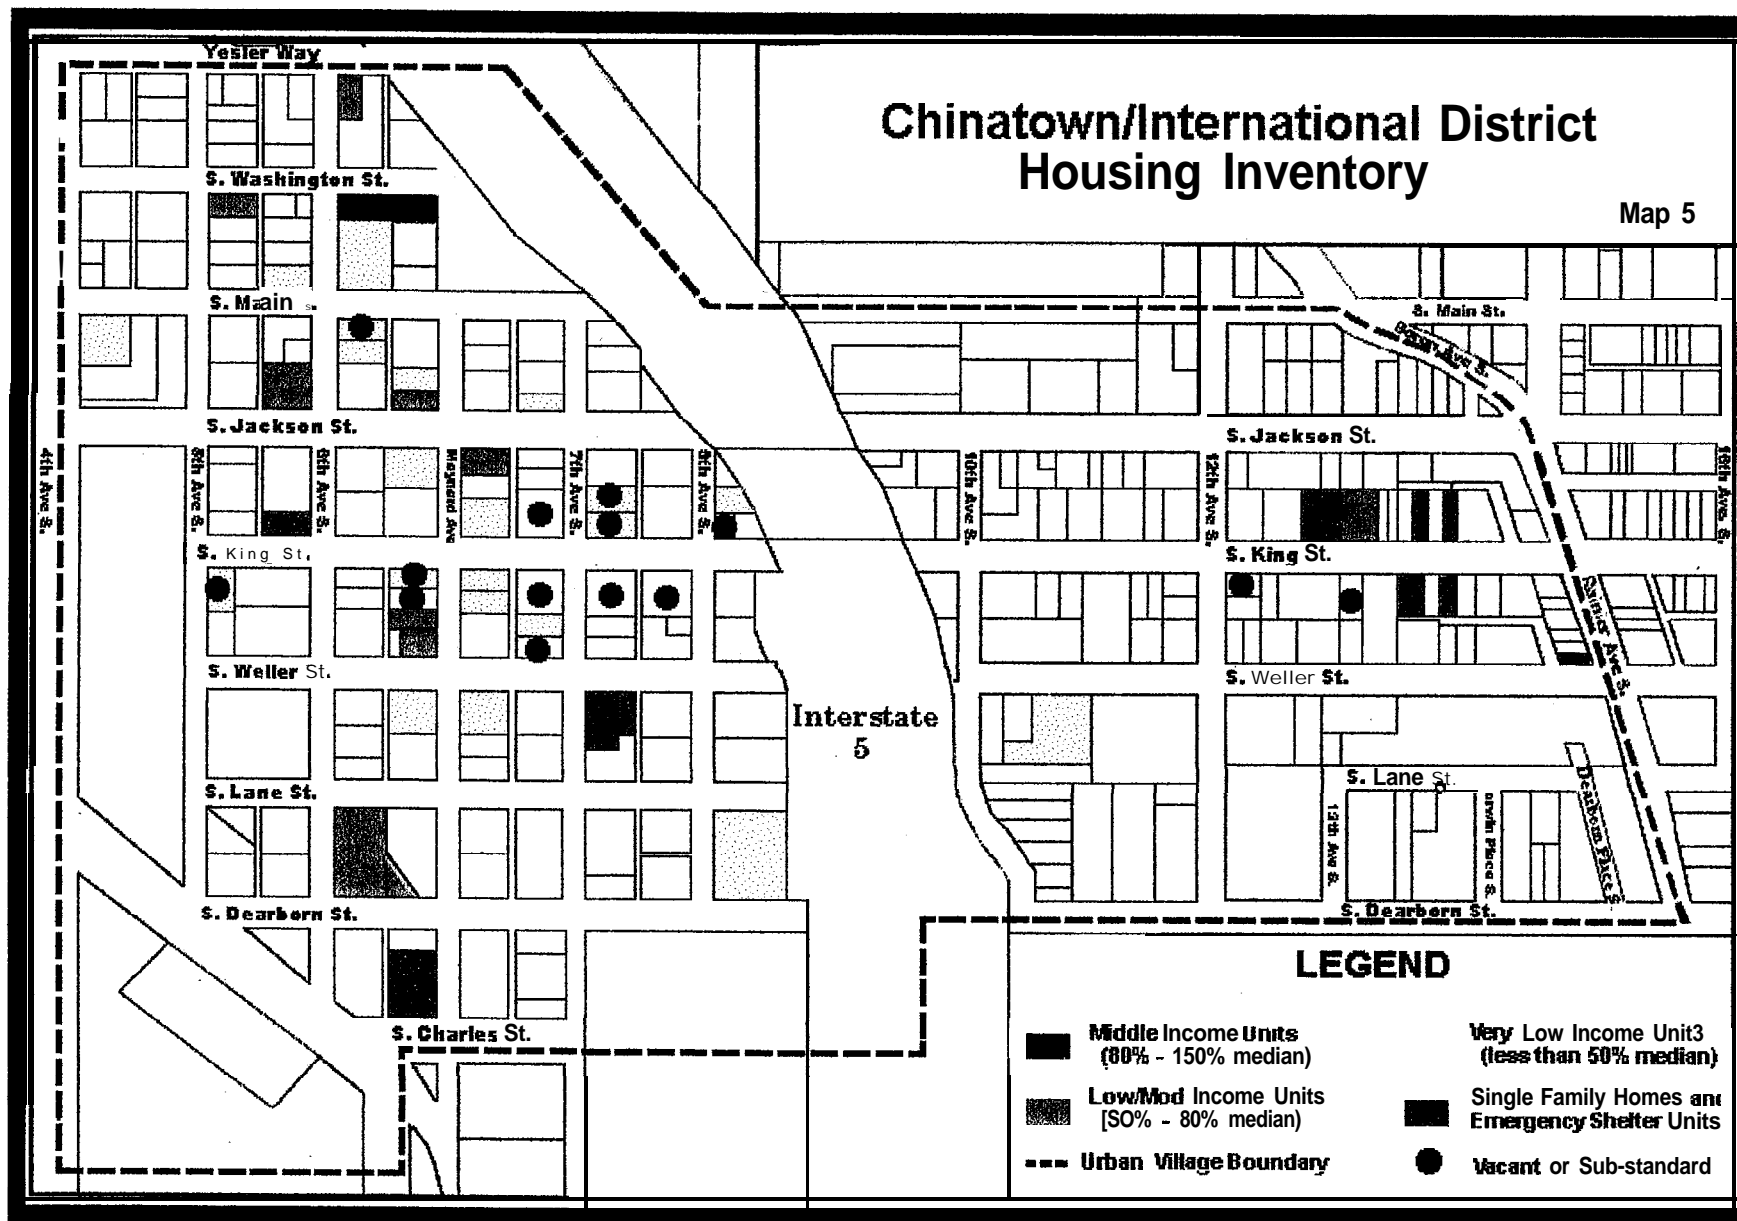 Yesler Way
Chinatown/International District
Housing Inventory
Map 5
S. Washington St.
S. Main
S. Main St.
S. Jackson St.
S. Jackson St.
4th Ave S.
5th Ave S.
6th Ave S.
Maynard Ave
7th Ave S.
8th Ave S.
10th Ave S.
12th Ave S.
S. King St.
S. King St.
Rainier Ave S.
S. Weller St.
S. Weller St.
Interstate
5
S. Lane St.
S. Lane St.
Dearborn Place S
S. Dearborn St.
S. Dearborn St.
S. Charles St.
LEGEND
Middle Income Units
(80% - 150% median)
Low/Mod Income Units
[SO% - 80% median)
Urban Village Boundary
Very Low Income Unit3
(less than 50% median)
Single Family Homes and
Emergency Shelter Units
Vacant or Sub-standard